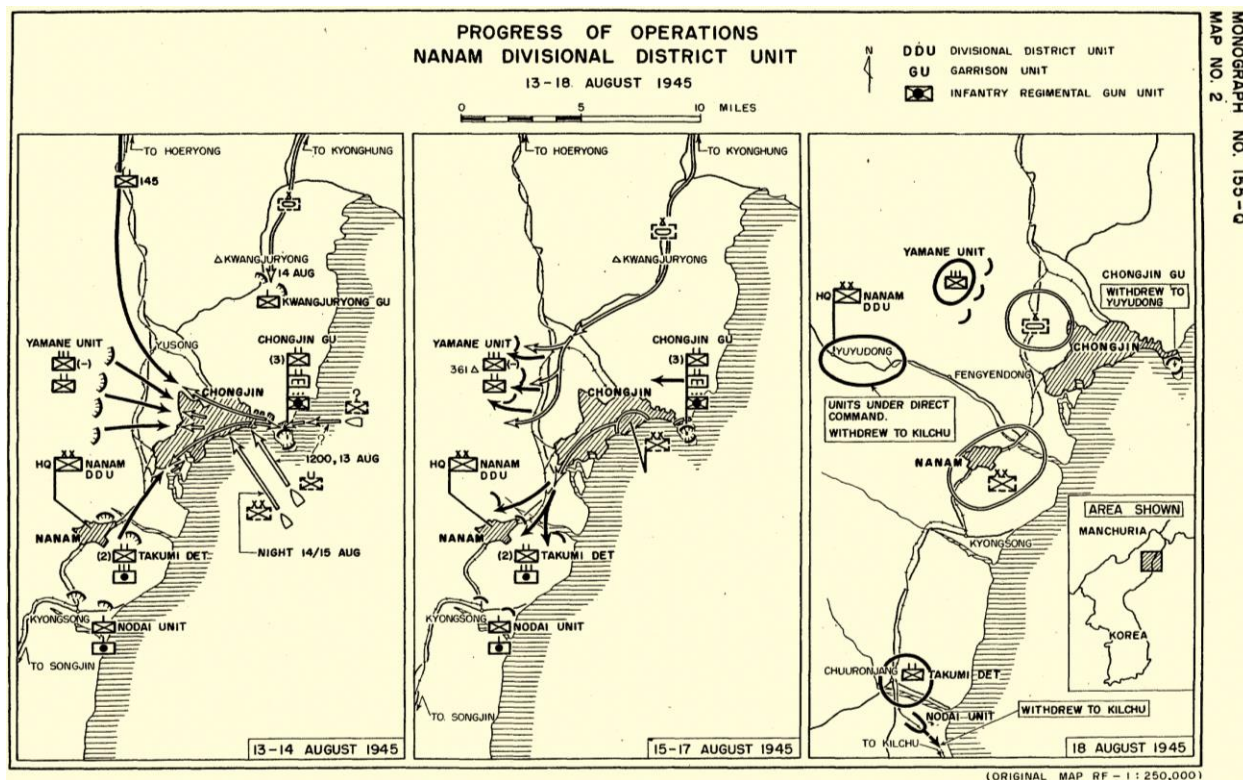 PROGRESS OF OPERATIONS
NANAM DIVISIONAL DISTRICT UNIT
13-18 AUGUST 1945
0 5 10 MILES
N
DDU DIVISIONAL DISTRICT UNIT
GU GARRISON UNIT
INFANTRY REGIMENTAL GUN UNIT
MONOGRAPH NO. 155-Q
MAP NO. 2
TO HOERYONG
TO KYONGHUNG
145
△ KWANGJURYONG
14 AUG
KWANGJURYONG GU
YUSONG
YAMANE UNIT
(-)
CHONGJIN GU
(3)
CHONGJIN
?
1200, 13 AUG
HQ
NANAM
DDU
NIGHT 14/15 AUG
NANAM
(2)
TAKUMI DET
KYONGSONG
NODAI UNIT
TO SONGJIN
13-14 AUGUST 1945
TO HOERYONG
TO KYONGHUNG
△ KWANGJURYONG
YAMANE UNIT
(-)
361 △
CHONGJIN GU
(3)
CHONGJIN
HQ
NANAM
DDU
NANAM
(2)
TAKUMI DET
KYONGSONG
NODAI UNIT
TO. SONGJIN
15-17 AUGUST 1945
YAMANE UNIT
HQ
NANAM
DDU
CHONGJIN GU
WITHDREW TO
YUYUDONG
YUYUDONG
CHONGJIN
FENGYENDONG
UNITS UNDER DIRECT
COMMAND.
WITHDREW TO KILCHU
NANAM
KYONGSONG
AREA SHOWN
MANCHURIA
KOREA
CHUURONJANG
TAKUMI DET
NODAI UNIT
WITHDREW TO KILCHU
TO KILCHU
18 AUGUST 1945
(ORIGINAL MAP RF-1:250,000)